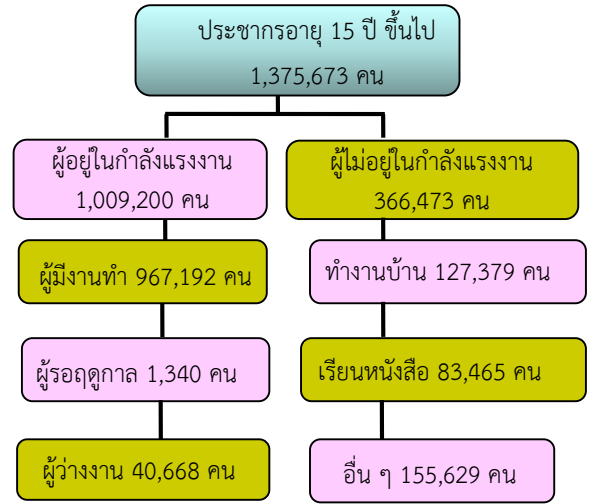 ประชากรอายุ 15 ปี ขึ้นไป
1,375,673 คน
ผู้อยู่ในกำลังแรงงาน
1,009,200 คน
ผู้มีงานทำ 967,192 คน
ผู้รอฤดูกาล 1,340 คน
ผู้ว่างงาน 40,668 คน
ผู้ไม่อยู่ในกำลังแรงงาน
366,473 คน
ทำงานบ้าน 127,379 คน
เรียนหนังสือ 83,465 คน
อื่น ๆ 155,629 คน